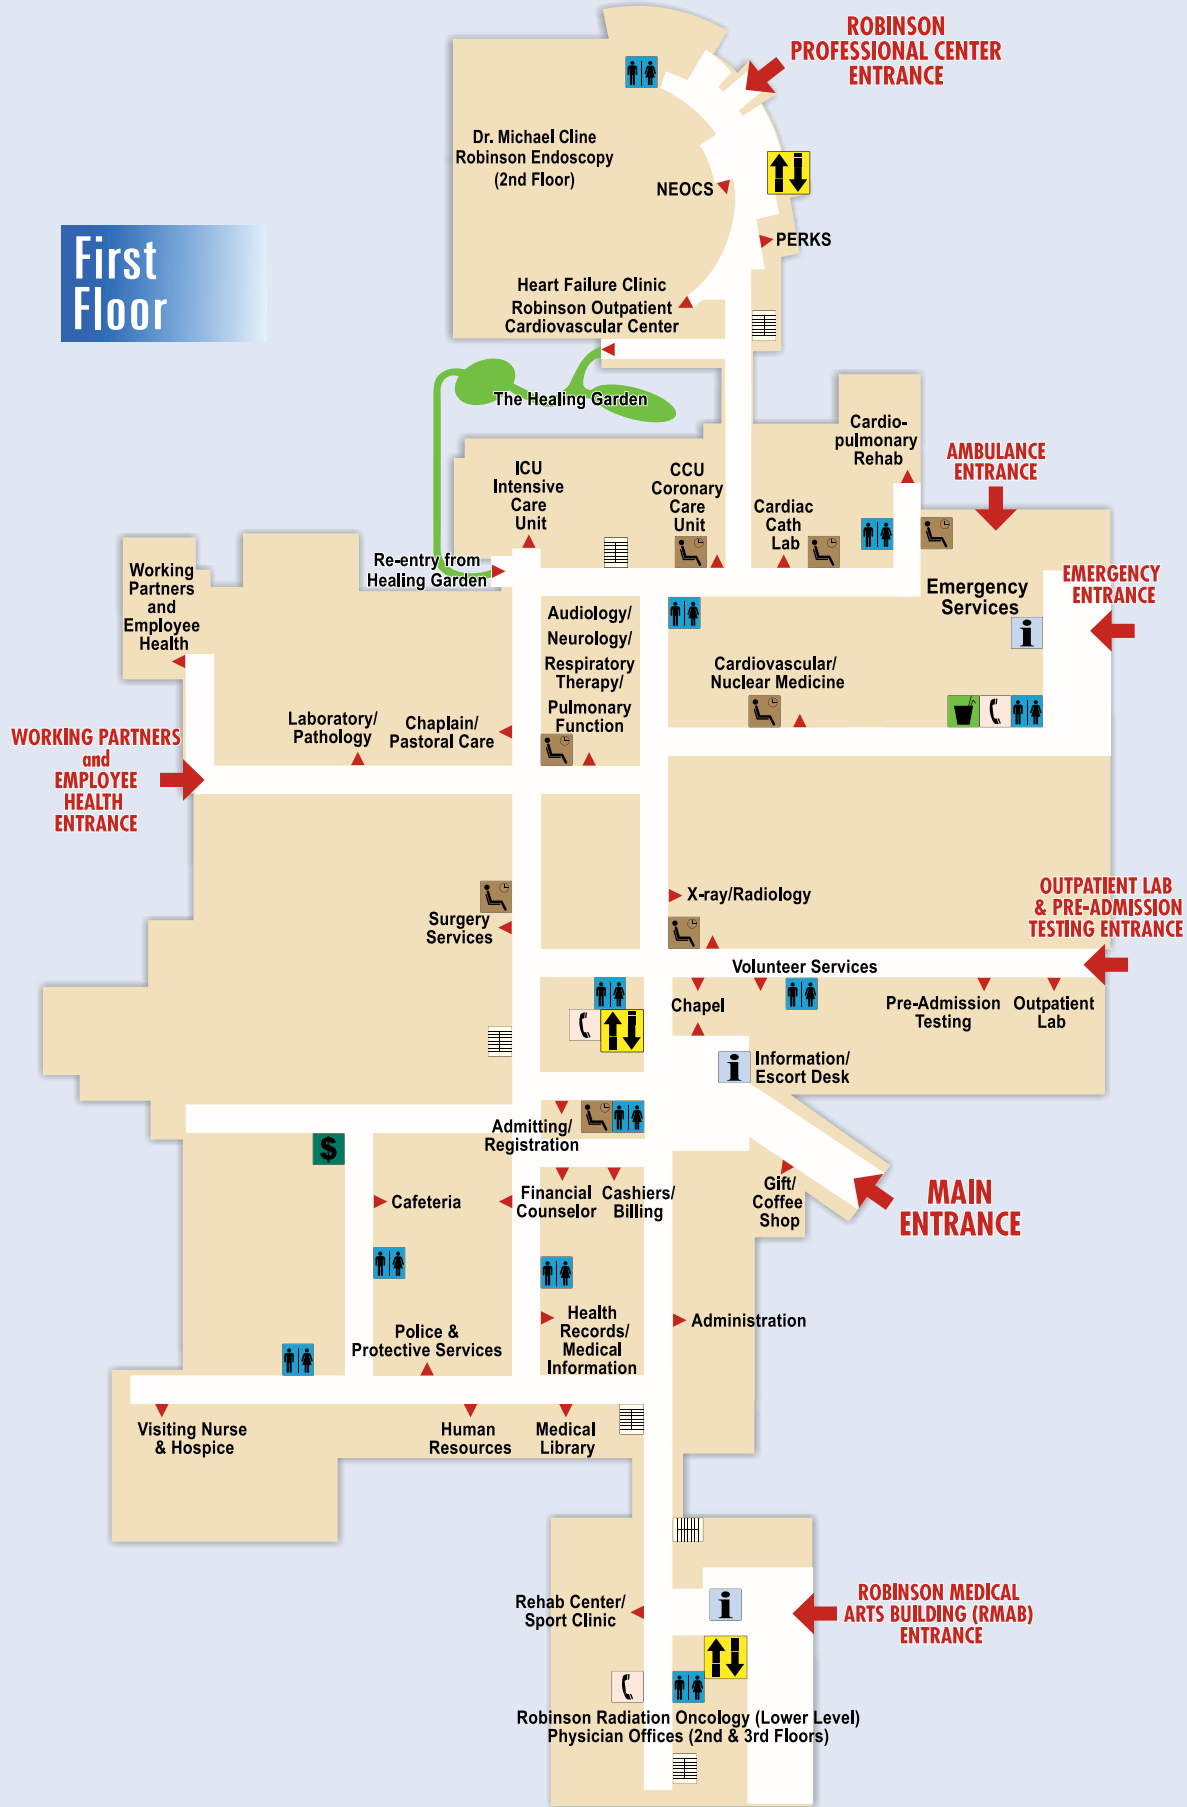 ROBINSON
PROFESSIONAL CENTER
ENTRANCE
Dr. Michael Cline
Robinson Endoscopy
(2nd Floor)
NEOCS
PERKS
First
Floor
Heart Failure Clinic
Robinson Outpatient
Cardiovascular Center
The Healing Garden
Cardio-
pulmonary
Rehab
AMBULANCE
ENTRANCE
ICU
Intensive
Care
Unit
CCU
Coronary
Care
Unit
Cardiac
Cath
Lab
Re-entry from
Healing Garden
Working
Partners
and
Employee
Health
Emergency
Services
EMERGENCY
ENTRANCE
i
Audiology/
Neurology/
Respiratory
Therapy/
Pulmonary
Function
Cardiovascular/
Nuclear Medicine
Laboratory/
Pathology
Chaplain/
Pastoral Care
WORKING PARTNERS
and
EMPLOYEE
HEALTH
ENTRANCE
X-ray/Radiology
OUTPATIENT LAB
& PRE-ADMISSION
TESTING ENTRANCE
Surgery
Services
Volunteer Services
Chapel
Pre-Admission
Testing
Outpatient
Lab
i
Information/
Escort Desk
Admitting/
Registration
$
Cafeteria
Financial
Counselor
Cashiers/
Billing
Gift/
Coffee
Shop
MAIN
ENTRANCE
Health
Records/
Medical
Information
Administration
Police &
Protective Services
Visiting Nurse
& Hospice
Human
Resources
Medical
Library
Rehab Center/
Sport Clinic
i
ROBINSON MEDICAL
ARTS BUILDING (RMAB)
ENTRANCE
Robinson Radiation Oncology (Lower Level)
Physician Offices (2nd & 3rd Floors)